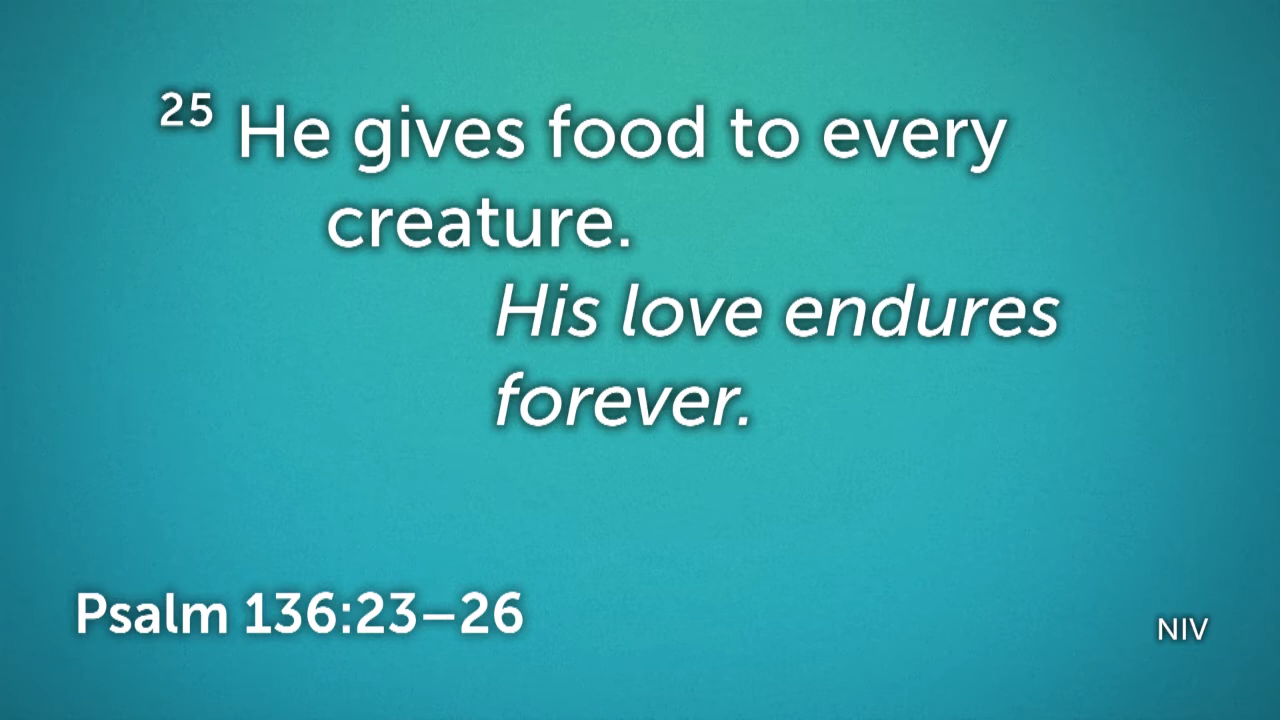 25 He gives food to every
creature.
His love endures
forever.
Psalm 136:23–26
NIV